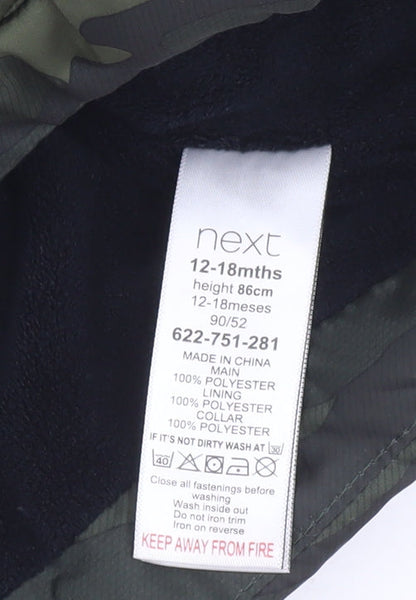 next
12-18mths
height 86cm
12-18meses
90/52
622-751-281
MADE IN CHINA
MAIN
100% POLYESTER
LINING
100% POLYESTER
COLLAR
100% POLYESTER
IF IT'S NOT DIRTY WASH AT 30
40
Close all fastenings before
washing
Wash inside out
Do not iron trim
Iron on reverse
KEEP AWAY FROM FIRE